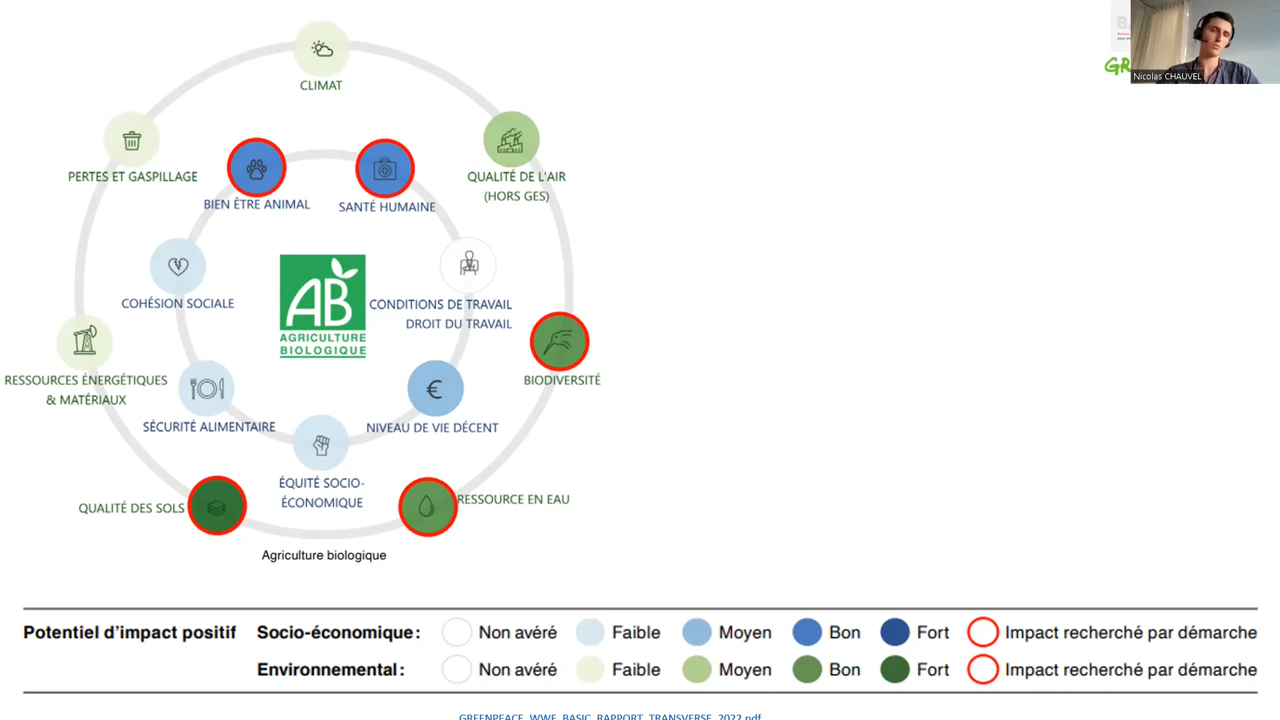 CLIMAT
PERTES ET GASPILLAGE
QUALITÉ DE L'AIR
(HORS GES)
BIEN ÊTRE ANIMAL
SANTÉ HUMAINE
COHÉSION SOCIALE
AB
AGRICULTURE
BIOLOGIQUE
CONDITIONS DE TRAVAIL
DROIT DU TRAVAIL
BIODIVERSITÉ
RESSOURCES ÉNERGÉTIQUES
& MATÉRIAUX
SÉCURITÉ ALIMENTAIRE
€
NIVEAU DE VIE DÉCENT
ÉQUITÉ SOCIO-
ÉCONOMIQUE
QUALITÉ DES SOLS
RESSOURCE EN EAU
Agriculture biologique
Nicolas CHAUVEL
Potentiel d'impact positif Socio-économique: Non avéré Faible Moyen Bon Fort Impact recherché par démarche
Environnemental: Non avéré Faible Moyen Bon Fort Impact recherché par démarche
GREENPEACE_WWF_BASIC_RAPPORT_TRANSVERSE_2022.pdf